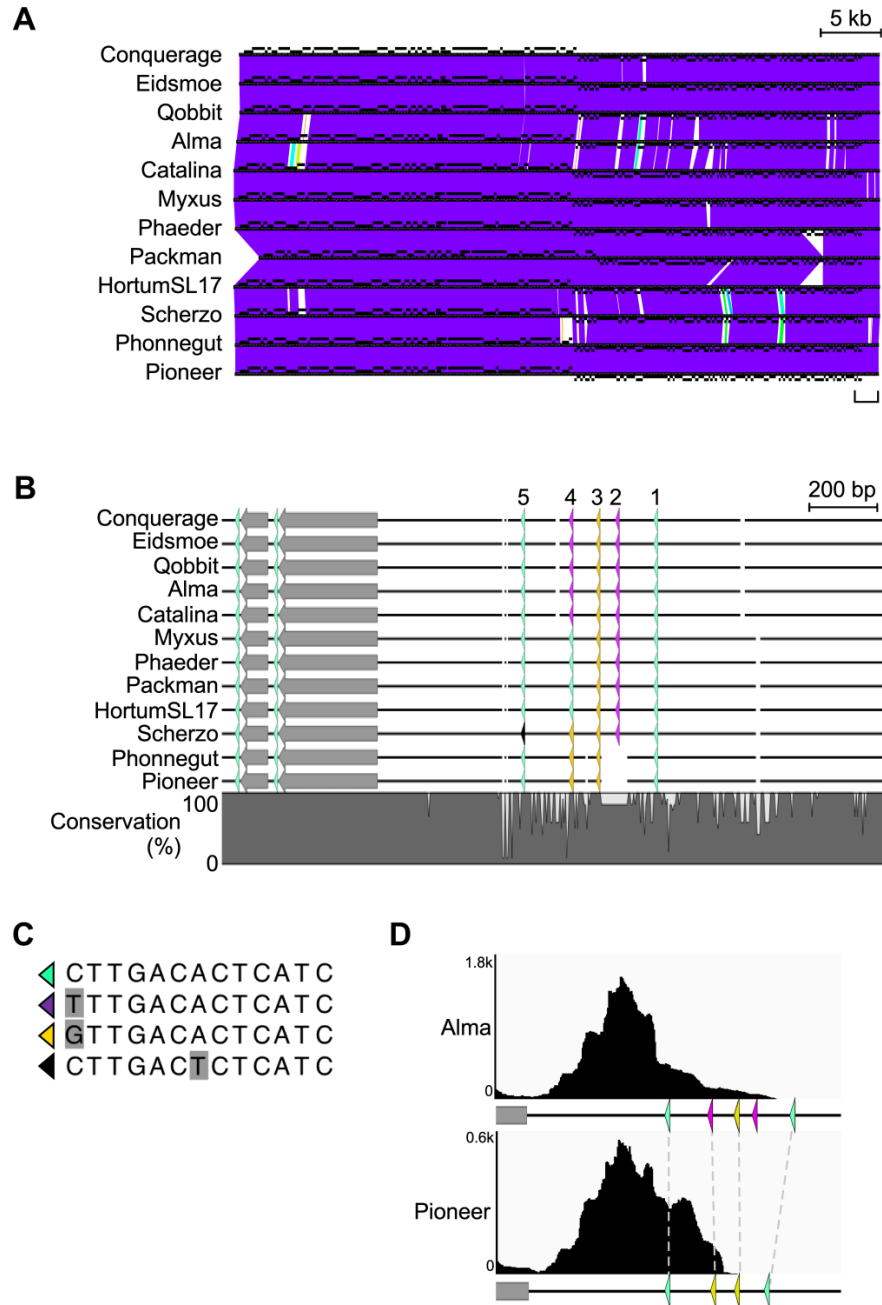 A
5 kb
Conquerage
Eidsmoe
Qobbit
Alma
Catalina
Myxus
Phaeder
Packman
HortumSL17
Scherzo
Phonnegut
Pioneer
B
5 4 3 2 1
200 bp
Conquerage
Eidsmoe
Qobbit
Alma
Catalina
Myxus
Phaeder
Packman
HortumSL17
Scherzo
Phonnegut
Pioneer
100
Conservation
(%)
0
C
CTTGACACTCATC
TTTGACACTCATC
GTTGACACTCATC
CTTGACTCTCATC
D
1.8k
Alma
0
0.6k
Pioneer
0